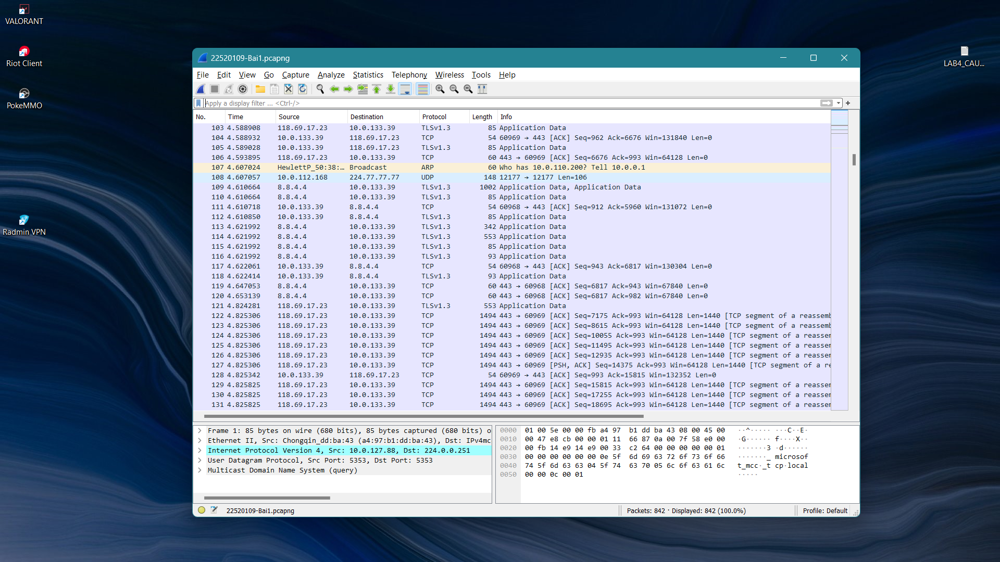 VALORANT
Riot Client
PokeMMO
Radmin VPN
LAB4_CAU...
22520109-Bai1.pcapng
File Edit View Go Capture Analyze Statistics Telephony Wireless Tools Help
Apply a display filter ... <Ctrl-/>
No. Time Source Destination Protocol Length Info
103 4.588908 118.69.17.23 10.0.133.39 TLSv1.3 85 Application Data
104 4.588932 10.0.133.39 118.69.17.23 TCP 54 60969 → 443 [ACK] Seq=962 Ack=6676 Win=131840 Len=0
105 4.589028 10.0.133.39 118.69.17.23 TLSv1.3 85 Application Data
106 4.593895 118.69.17.23 10.0.133.39 TCP 60 443 → 60969 [ACK] Seq=6676 Ack=993 Win=64128 Len=0
107 4.607024 HewlettP_50:38:… Broadcast ARP 60 Who has 10.0.110.200? Tell 10.0.0.1
108 4.607057 10.0.112.168 224.77.77.77 UDP 148 12177 → 12177 Len=106
109 4.610664 8.8.4.4 10.0.133.39 TLSv1.3 1002 Application Data, Application Data
110 4.610664 8.8.4.4 10.0.133.39 TLSv1.3 85 Application Data
111 4.610718 10.0.133.39 8.8.4.4 TCP 54 60968 → 443 [ACK] Seq=912 Ack=5960 Win=131072 Len=0
112 4.610850 10.0.133.39 8.8.4.4 TLSv1.3 85 Application Data
113 4.621992 8.8.4.4 10.0.133.39 TLSv1.3 342 Application Data
114 4.621992 8.8.4.4 10.0.133.39 TLSv1.3 553 Application Data
115 4.621992 8.8.4.4 10.0.133.39 TLSv1.3 85 Application Data
116 4.621992 8.8.4.4 10.0.133.39 TLSv1.3 93 Application Data
117 4.622061 10.0.133.39 8.8.4.4 TCP 54 60968 → 443 [ACK] Seq=943 Ack=6817 Win=130304 Len=0
118 4.622414 10.0.133.39 8.8.4.4 TLSv1.3 93 Application Data
119 4.647053 8.8.4.4 10.0.133.39 TCP 60 443 → 60968 [ACK] Seq=6817 Ack=943 Win=67840 Len=0
120 4.653139 8.8.4.4 10.0.133.39 TCP 60 443 → 60968 [ACK] Seq=6817 Ack=982 Win=67840 Len=0
121 4.824281 118.69.17.23 10.0.133.39 TLSv1.3 553 Application Data
122 4.825306 118.69.17.23 10.0.133.39 TCP 1494 443 → 60969 [ACK] Seq=7175 Ack=993 Win=64128 Len=1440 [TCP segment of a reassemb
123 4.825306 118.69.17.23 10.0.133.39 TCP 1494 443 → 60969 [ACK] Seq=8615 Ack=993 Win=64128 Len=1440 [TCP segment of a reassemb
124 4.825306 118.69.17.23 10.0.133.39 TCP 1494 443 → 60969 [ACK] Seq=10055 Ack=993 Win=64128 Len=1440 [TCP segment of a reassem
125 4.825306 118.69.17.23 10.0.133.39 TCP 1494 443 → 60969 [ACK] Seq=11495 Ack=993 Win=64128 Len=1440 [TCP segment of a reassem
126 4.825306 118.69.17.23 10.0.133.39 TCP 1494 443 → 60969 [ACK] Seq=12935 Ack=993 Win=64128 Len=1440 [TCP segment of a reassem
127 4.825306 118.69.17.23 10.0.133.39 TCP 1494 443 → 60969 [PSH, ACK] Seq=14375 Ack=993 Win=64128 Len=1440 [TCP segment of a re
128 4.825342 10.0.133.39 118.69.17.23 TCP 54 60969 → 443 [ACK] Seq=993 Ack=15815 Win=132352 Len=0
129 4.825825 118.69.17.23 10.0.133.39 TCP 1494 443 → 60969 [ACK] Seq=15815 Ack=993 Win=64128 Len=1440 [TCP segment of a reassem
130 4.825825 118.69.17.23 10.0.133.39 TCP 1494 443 → 60969 [ACK] Seq=17255 Ack=993 Win=64128 Len=1440 [TCP segment of a reassem
131 4.825825 118.69.17.23 10.0.133.39 TCP 1494 443 → 60969 [ACK] Seq=18695 Ack=993 Win=64128 Len=1440 [TCP segment of a reassem
Frame 1: 85 bytes on wire (680 bits), 85 bytes captured (680 bits) o
Ethernet II, Src: Chongqin_dd:ba:43 (a4:97:b1:dd:ba:43), Dst: IPv4mc
Internet Protocol Version 4, Src: 10.0.127.88, Dst: 224.0.0.251
User Datagram Protocol, Src Port: 5353, Dst Port: 5353
Multicast Domain Name System (query)
0000 01 00 5e 00 00 fb a4 97 b1 dd ba 43 08 00 45 00 ··^····· ···C··E·
0010 00 47 e8 cb 00 00 01 11 66 87 0a 00 7f 58 e0 00 ·G······ f····X··
0020 00 fb 14 e9 14 e9 00 33 c2 64 00 00 00 00 00 01 ·······3 ·d······
0030 00 00 00 00 00 00 0e 5f 6d 69 63 72 6f 73 6f 66 ·······_ microsof
0040 74 5f 6d 63 63 04 5f 74 63 70 05 6c 6f 63 61 6c t_mcc·_t cp·local
0050 00 00 0c 00 01 ·····
22520109-Bai1.pcapng
Packets: 842 · Displayed: 842 (100.0%)
Profile: Default